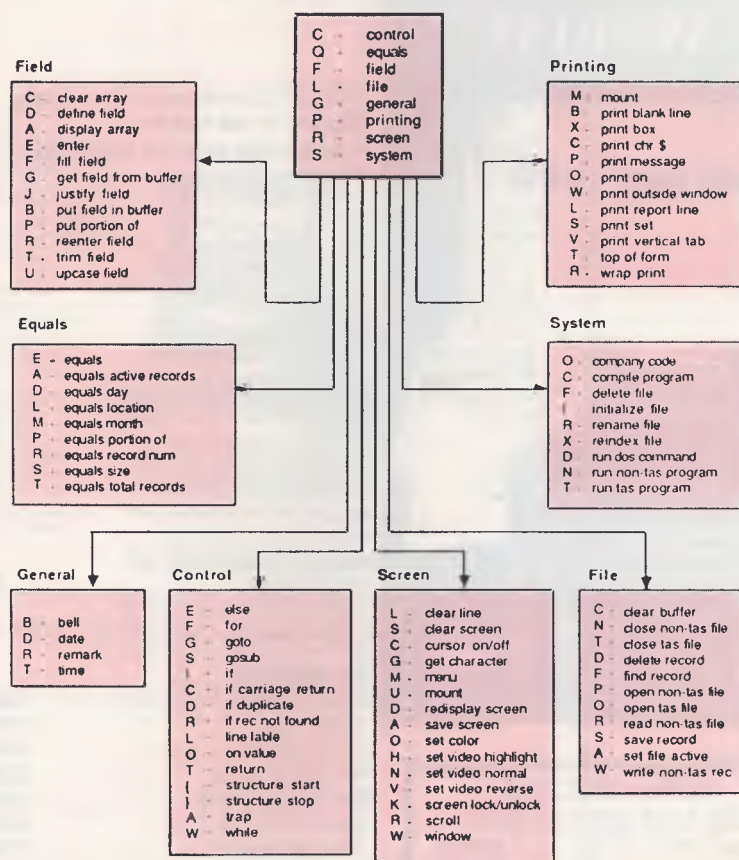 C - control
Q - equals
F - field
L - file
G - general
P - printing
R - screen
S - system
Field
C - clear array
D - define field
A - display array
E - enter
F - fill field
G - get field from buffer
J - justify field
B - put field in buffer
P - put portion of
R - reenter field
T - trim field
U - upcase field
Printing
M - mount
B - print blank line
X - print box
C - print chr $
P - print message
O - print on
W - print outside window
L - print report line
S - print set
V - print vertical tab
T - top of form
R - wrap print
Equals
E - equals
A - equals active records
D - equals day
L - equals location
M - equals month
P - equals portion of
R - equals record num
S - equals size
T - equals total records
System
O - company code
C - compile program
F - delete file
I initialize file
R - rename file
X - reindex file
D - run dos command
N - run non-tas program
T - run tas program
General
B - bell
D - date
R - remark
T - time
Control
E - else
F - for
G - goto
S - gosub
I - if
C - if carriage return
D - if duplicate
R - if rec not found
L - line lable
O - on value
T - return
{ - structure start
} - structure stop
A - trap
W - while
Screen
L - clear line
S - clear screen
C - cursor on/off
G - get character
M - menu
U - mount
D - redisplay screen
A - save screen
O - set color
H - set video highlight
N - set video normal
V - set video reverse
K - screen lock/unlock
R - scroll
W - window
File
C - clear buffer
N - close non-tas file
T - close tas file
D - delete record
F - find record
P - open non-tas file
O - open tas file
R - read non-tas file
S - save record
A - set file active
W - write non-tas rec